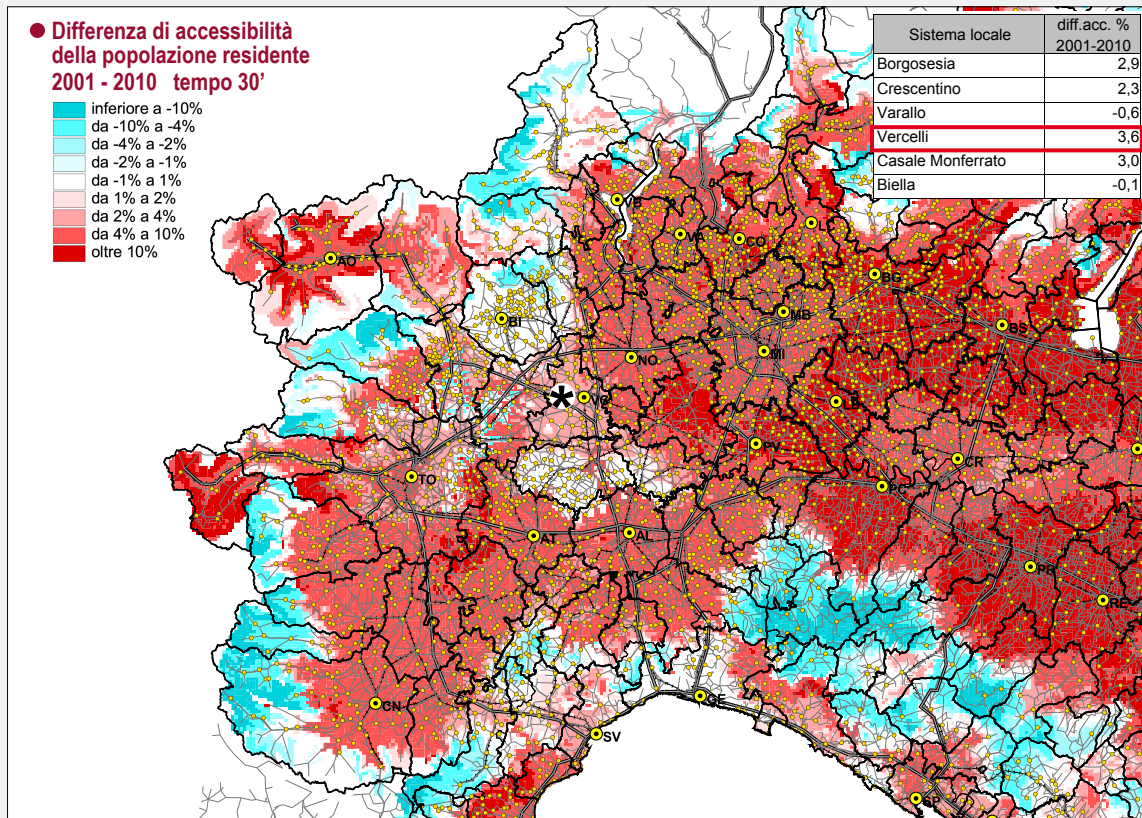 Differenza di accessibilità
della popolazione residente
2001 - 2010 tempo 30’
inferiore a -10%
da -10% a -4%
da -4% a -2%
da -2% a -1%
da -1% a 1%
da 1% a 2%
da 2% a 4%
da 4% a 10%
oltre 10%
Sistema locale diff.acc. %
2001-2010
Borgosesia 2,9
Crescentino 2,3
Varallo -0,6
Vercelli 3,6
Casale Monferrato 3,0
Biella -0,1
VB
VA
CO
AO
BG
BI
MB
BS
NO
MI
*
VC
LO
PV
CR
TO
AT
AL
PR
RE
CN
GE
SV
SP